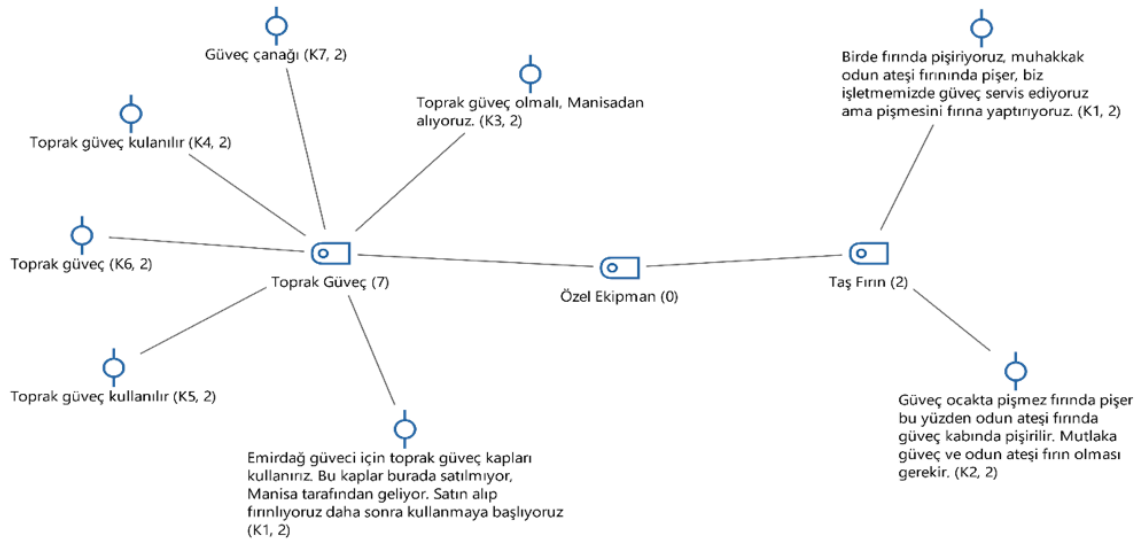 Güveç çanağı (K7, 2)
Toprak güveç olmalı, Manisadan
alıyoruz. (K3, 2)
Birde fırında pişiriyoruz, muhakkak
odun ateşi fırınında pişer, biz
işletmemizde güveç servis ediyoruz
ama pişmesini fırına yaptırıyoruz. (K1, 2)
Toprak güveç kulanılır (K4, 2)
Toprak güveç (K6, 2)
Toprak Güveç (7)
Özel Ekipman (0)
Taş Fırın (2)
Toprak güveç kullanılır (K5, 2)
Emirdağ güveci için toprak güveç kapları
kullanırız. Bu kaplar burada satılmıyor,
Manisa tarafından geliyor. Satın alıp
fırınlıyoruz daha sonra kullanmaya başlıyoruz
(K1, 2)
Güveç ocakta pişmez fırında pişer
bu yüzden odun ateşi fırında
güveç kabında pişirilir. Mutlaka
güveç ve odun ateşi fırın olması
gerekir. (K2, 2)